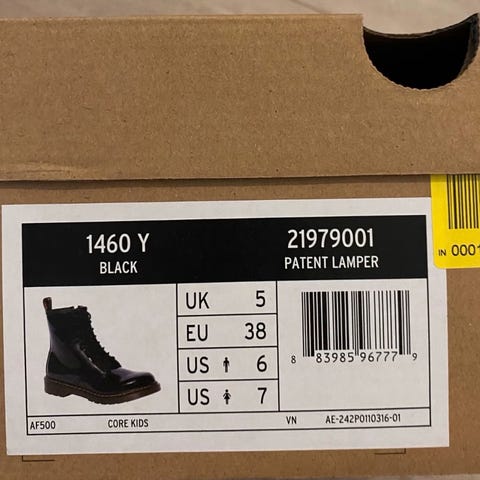 1460 Y
BLACK
21979001
PATENT LAMPER
UK 5
EU 38
US 6
US 7
8 83985 96777 9
AF500 CORE KIDS VN AE-242P0110316-01
IN 000